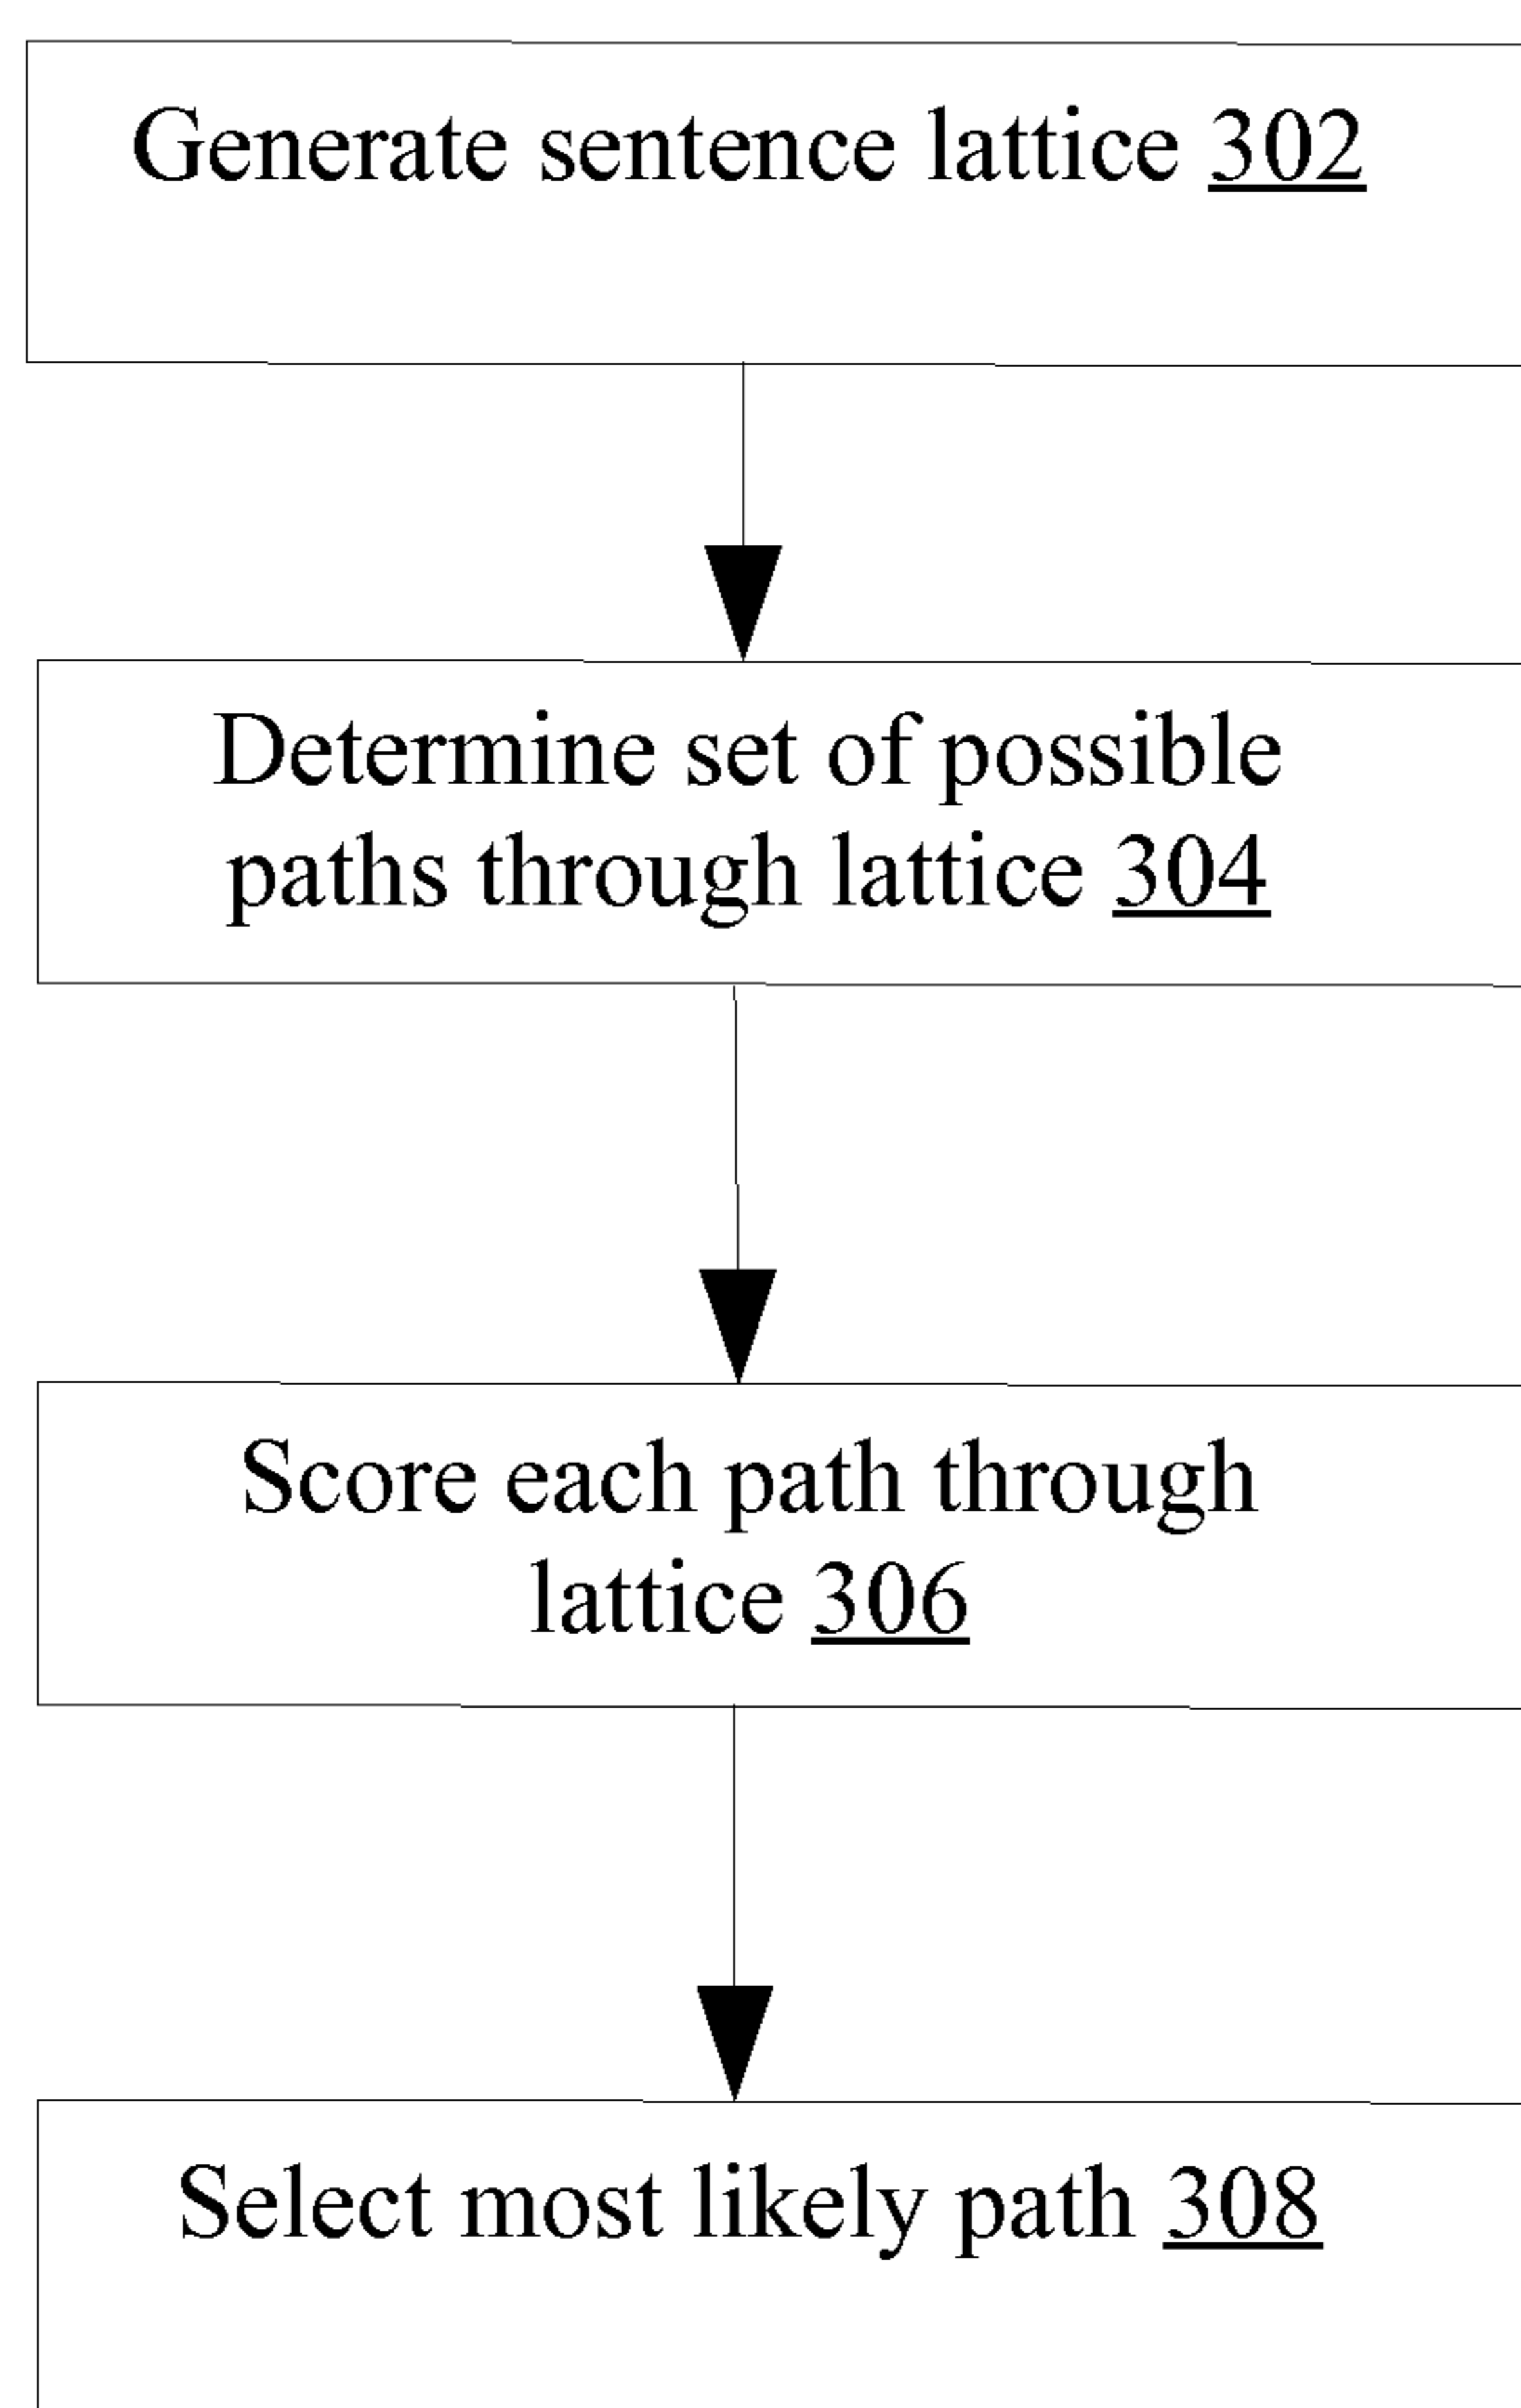 Generate sentence lattice 302
Determine set of possible
paths through lattice 304
Score each path through
lattice 306
Select most likely path 308